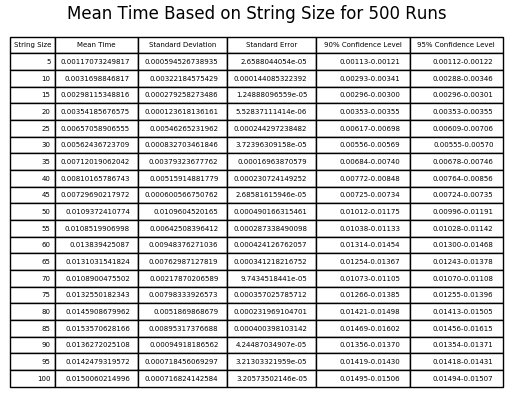 Mean Time Based on String Size for 500 Runs
String Size Mean Time Standard Deviation Standard Error 90% Confidence Level 95% Confidence Level
5 0.00117073249817 0.000594526738935 2.6588044054e-05 0.00113-0.00121 0.00112-0.00122
10 0.0031698846817 0.00322184575429 0.000144085322392 0.00293-0.00341 0.00288-0.00346
15 0.00298115348816 0.000279258273486 1.24888096559e-05 0.00296-0.00300 0.00296-0.00301
20 0.00354185676575 0.000123618136161 5.52837111414e-06 0.00353-0.00355 0.00353-0.00355
25 0.00657058906555 0.00546265231962 0.000244297238482 0.00617-0.00698 0.00609-0.00706
30 0.00562436723709 0.000832703461846 3.72396309158e-05 0.00556-0.00569 0.00555-0.00570
35 0.00712019062042 0.00379323677762 0.00016963870579 0.00684-0.00740 0.00678-0.00746
40 0.00810165786743 0.00515914881779 0.000230724149252 0.00772-0.00848 0.00764-0.00856
45 0.00729690217972 0.000600566750762 2.68581615946e-05 0.00725-0.00734 0.00724-0.00735
50 0.0109372410774 0.0109604520165 0.000490166315461 0.01012-0.01175 0.00996-0.01191
55 0.0108519906998 0.00642508396412 0.000287338490098 0.01038-0.01133 0.01028-0.01142
60 0.013839425087 0.00948376271036 0.000424126762057 0.01314-0.01454 0.01300-0.01468
65 0.0131031541824 0.00762987127819 0.000341218216752 0.01254-0.01367 0.01243-0.01378
70 0.0108900475502 0.00217870206589 9.7434518441e-05 0.01073-0.01105 0.01070-0.01108
75 0.0132550182343 0.00798333926573 0.000357025785712 0.01266-0.01385 0.01255-0.01396
80 0.0145908679962 0.0051869868679 0.000231969104701 0.01421-0.01498 0.01413-0.01505
85 0.0153570628166 0.00895317376688 0.000400398103142 0.01469-0.01602 0.01456-0.01615
90 0.0136272025108 0.00094918186562 4.24487034907e-05 0.01356-0.01370 0.01354-0.01371
95 0.0142479319572 0.000718456069297 3.21303321959e-05 0.01419-0.01430 0.01418-0.01431
100 0.0150060214996 0.000716824142584 3.20573502146e-05 0.01495-0.01506 0.01494-0.01507